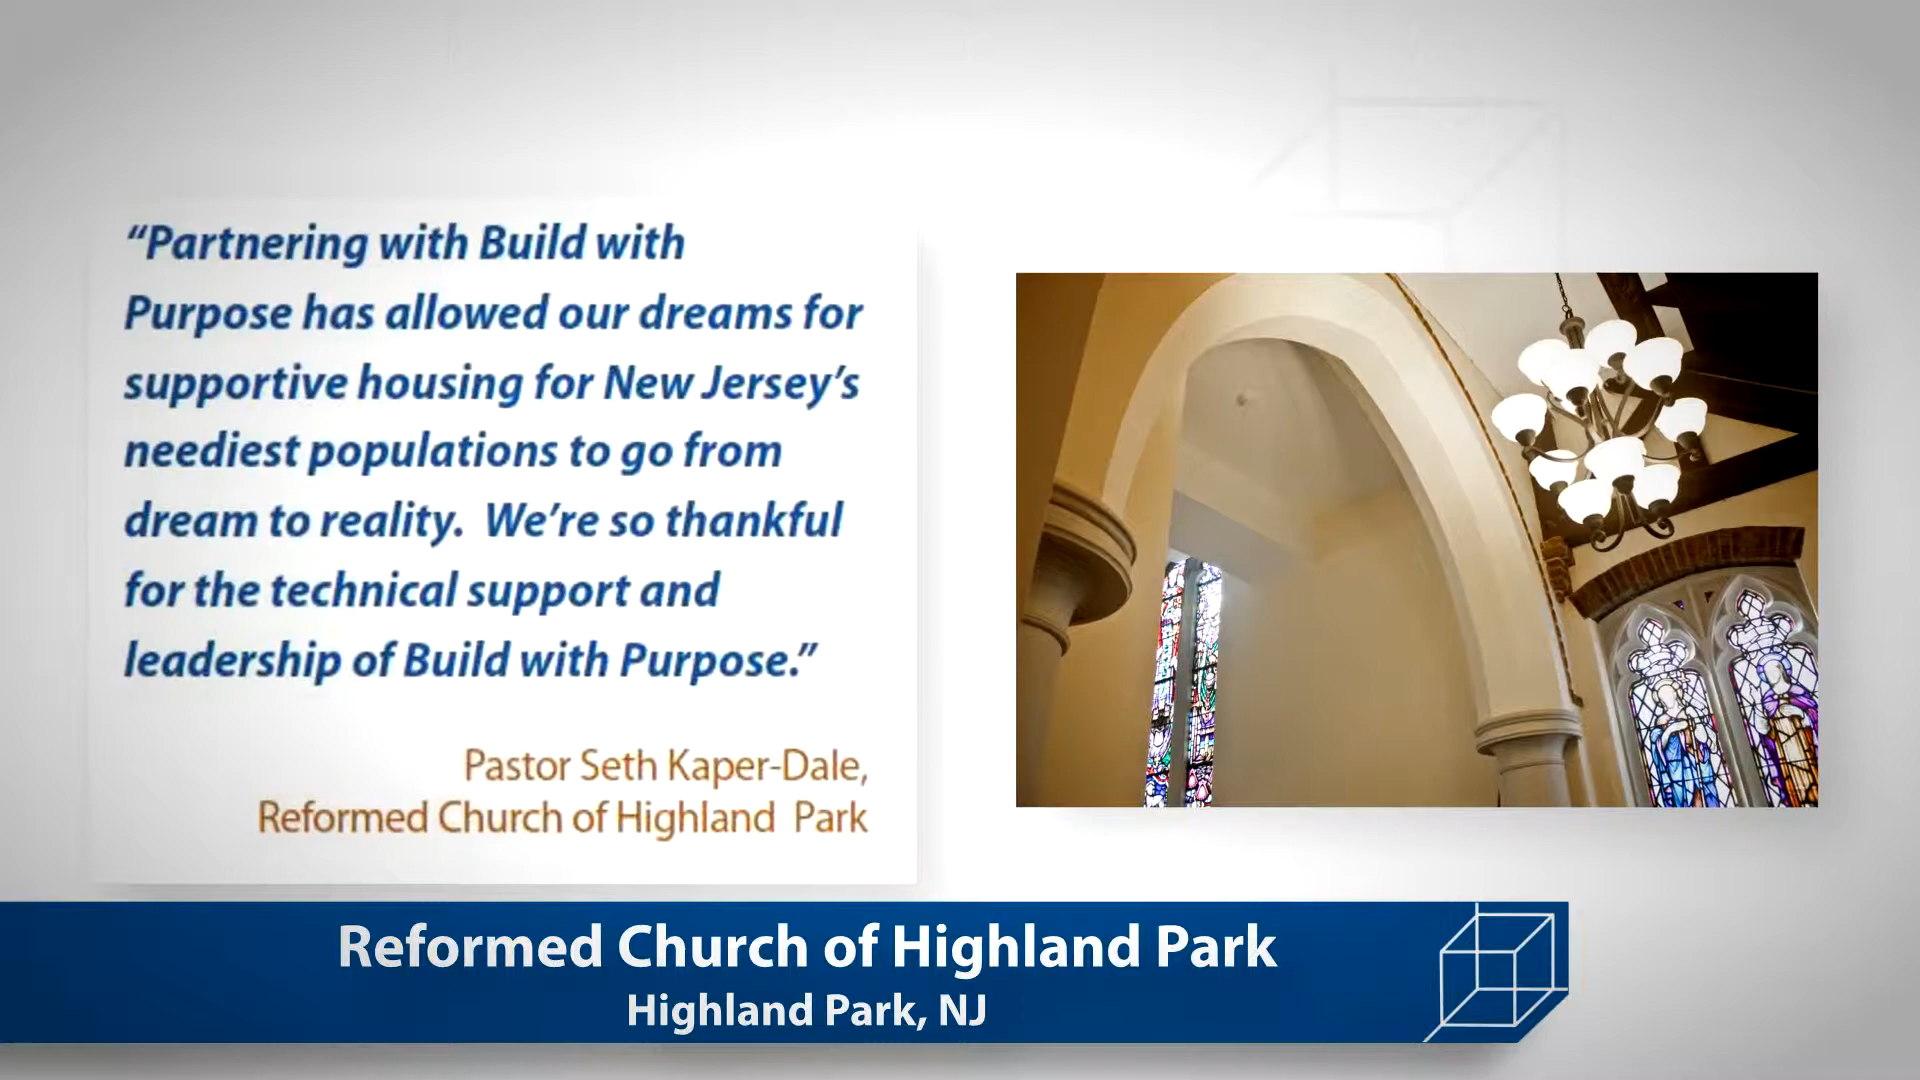 “Partnering with Build with
Purpose has allowed our dreams for
supportive housing for New Jersey’s
neediest populations to go from
dream to reality.  We’re so thankful
for the technical support and
leadership of Build with Purpose.”
Pastor Seth Kaper-Dale,
Reformed Church of Highland  Park
Reformed Church of Highland Park
Highland Park, NJ